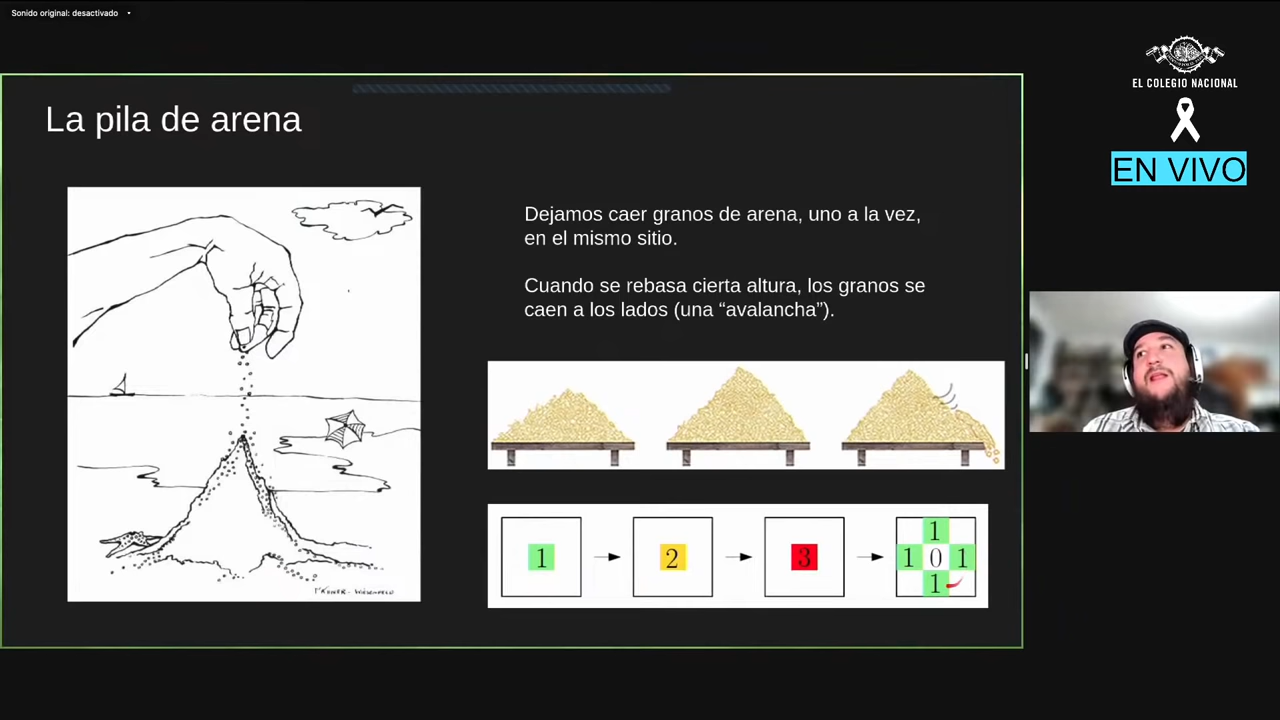 Sonido original: desactivado
EL COLEGIO NACIONAL
EN VIVO
La pila de arena
Dejamos caer granos de arena, uno a la vez,
en el mismo sitio.
Cuando se rebasa cierta altura, los granos se
caen a los lados (una “avalancha”).
1
2
3
1
1 0 1
1